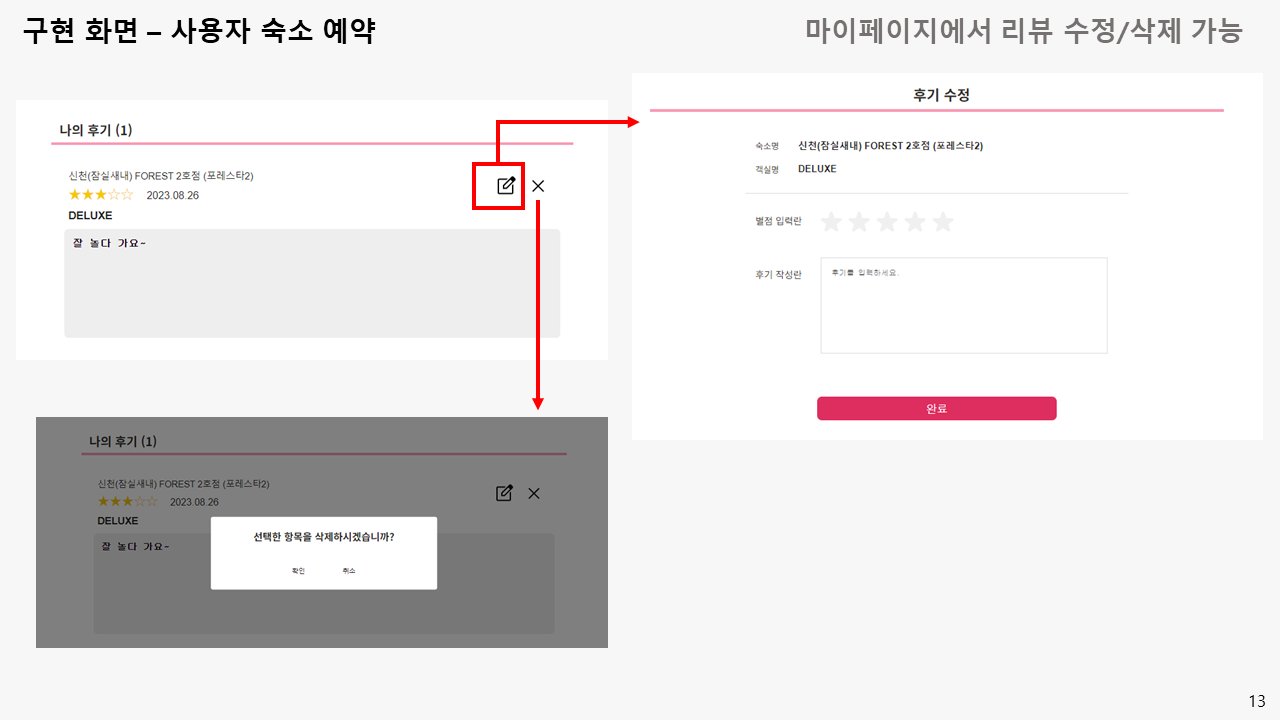 구현 화면 – 사용자 숙소 예약
마이페이지에서 리뷰 수정/삭제 가능
나의 후기 (1)
신천(잠실새내) FOREST 2호점 (포레스타2)
★★★☆☆ 2023.08.26
DELUXE
잘 놀다 가요~
후기 수정
숙소명 신천(잠실새내) FOREST 2호점 (포레스타2)
객실명 DELUXE
별점 입력란 ★★★★★
후기 작성란
후기를 입력하세요.
완료
나의 후기 (1)
신천(잠실새내) FOREST 2호점 (포레스타2)
★★★☆☆ 2023.08.26
DELUXE
잘 놀다 가요~
선택한 항목을 삭제하시겠습니까?
확인 취소
13